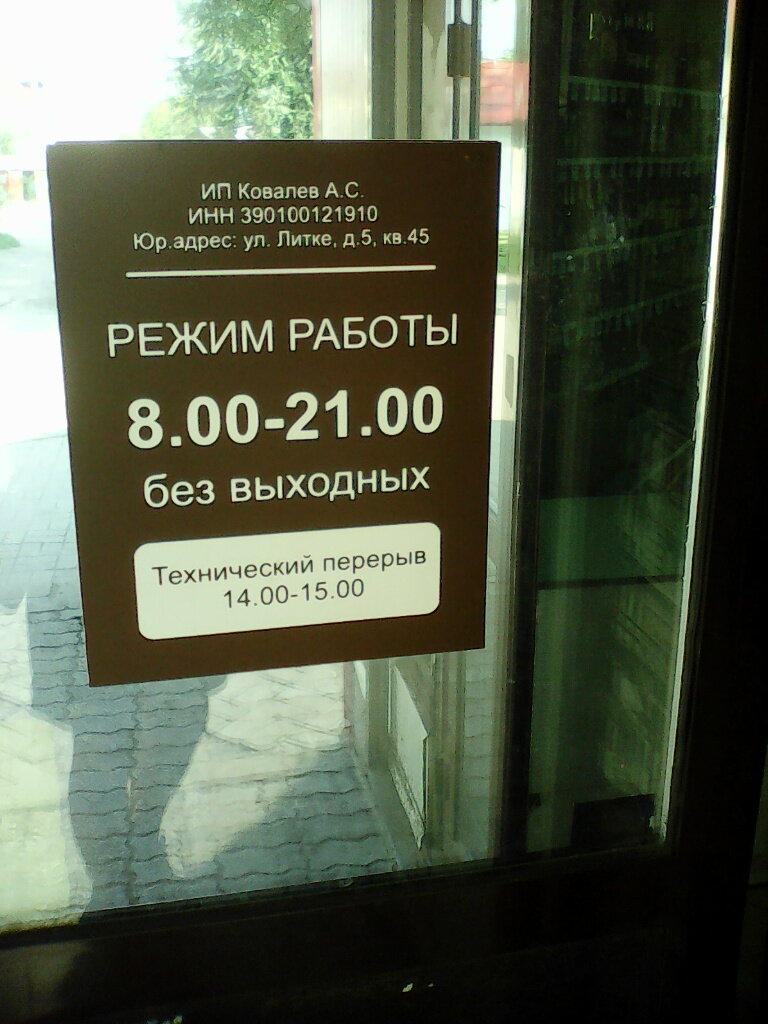 ИП Ковалев А.С.
ИНН 390100121910
Юр.адрес: ул. Литке, д.5, кв.45
РЕЖИМ РАБОТЫ
8.00-21.00
без выходных
Технический перерыв
14.00-15.00